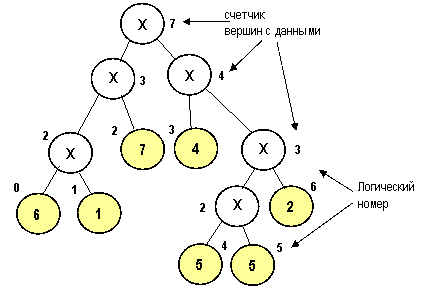 счетчик
вершин с данными
X 7
X 3
X 4
2 X
2 7
3 4
X 3
0 6
1 1
2 X
6 2
Логический
номер
5 4
5 5